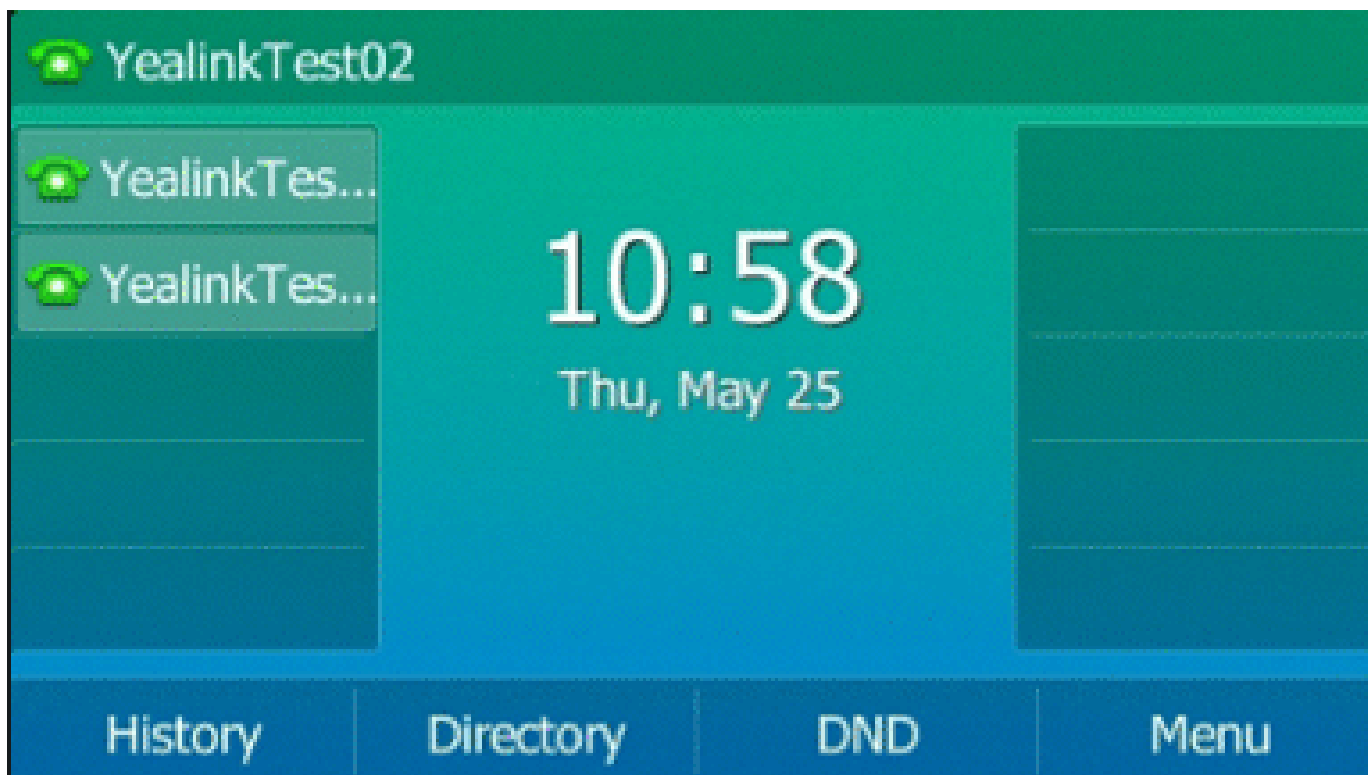 YealinkTest02
YealinkTes...
YealinkTes...
10:58
Thu, May 25
History
Directory
DND
Menu